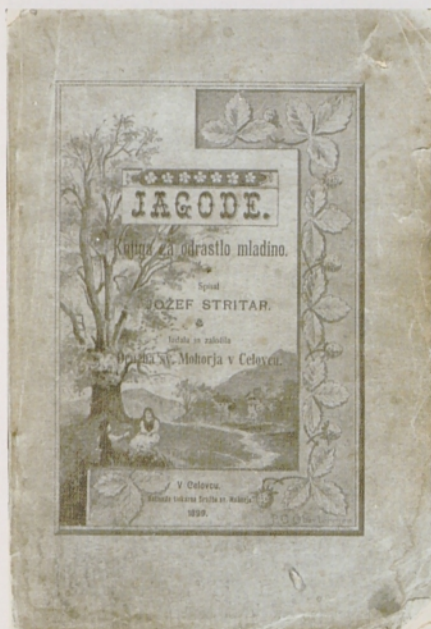 JAGODE.
Knjiga za odrastlo mladino.
Spisal
JOŽEF STRITAR.
Izdala in založila
Družba sv. Mohorja v Celovcu.
V Celovcu.
tiskarna Družbe sv. Mohorja
1899.